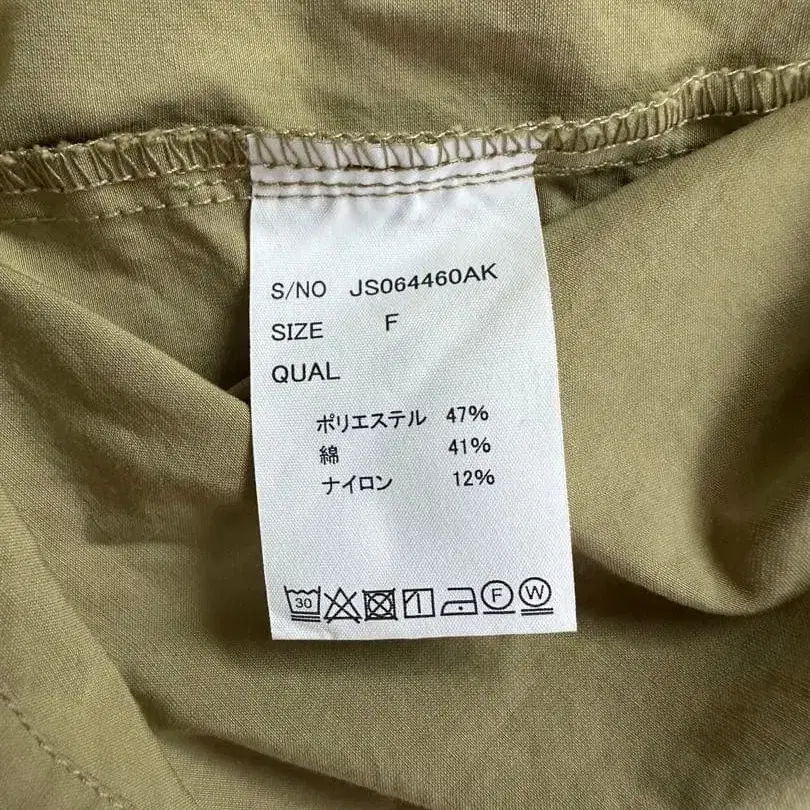 S/NO JS064460AK
SIZE F
QUAL
ポリエステル 47%
綿 41%
ナイロン 12%
30 F W